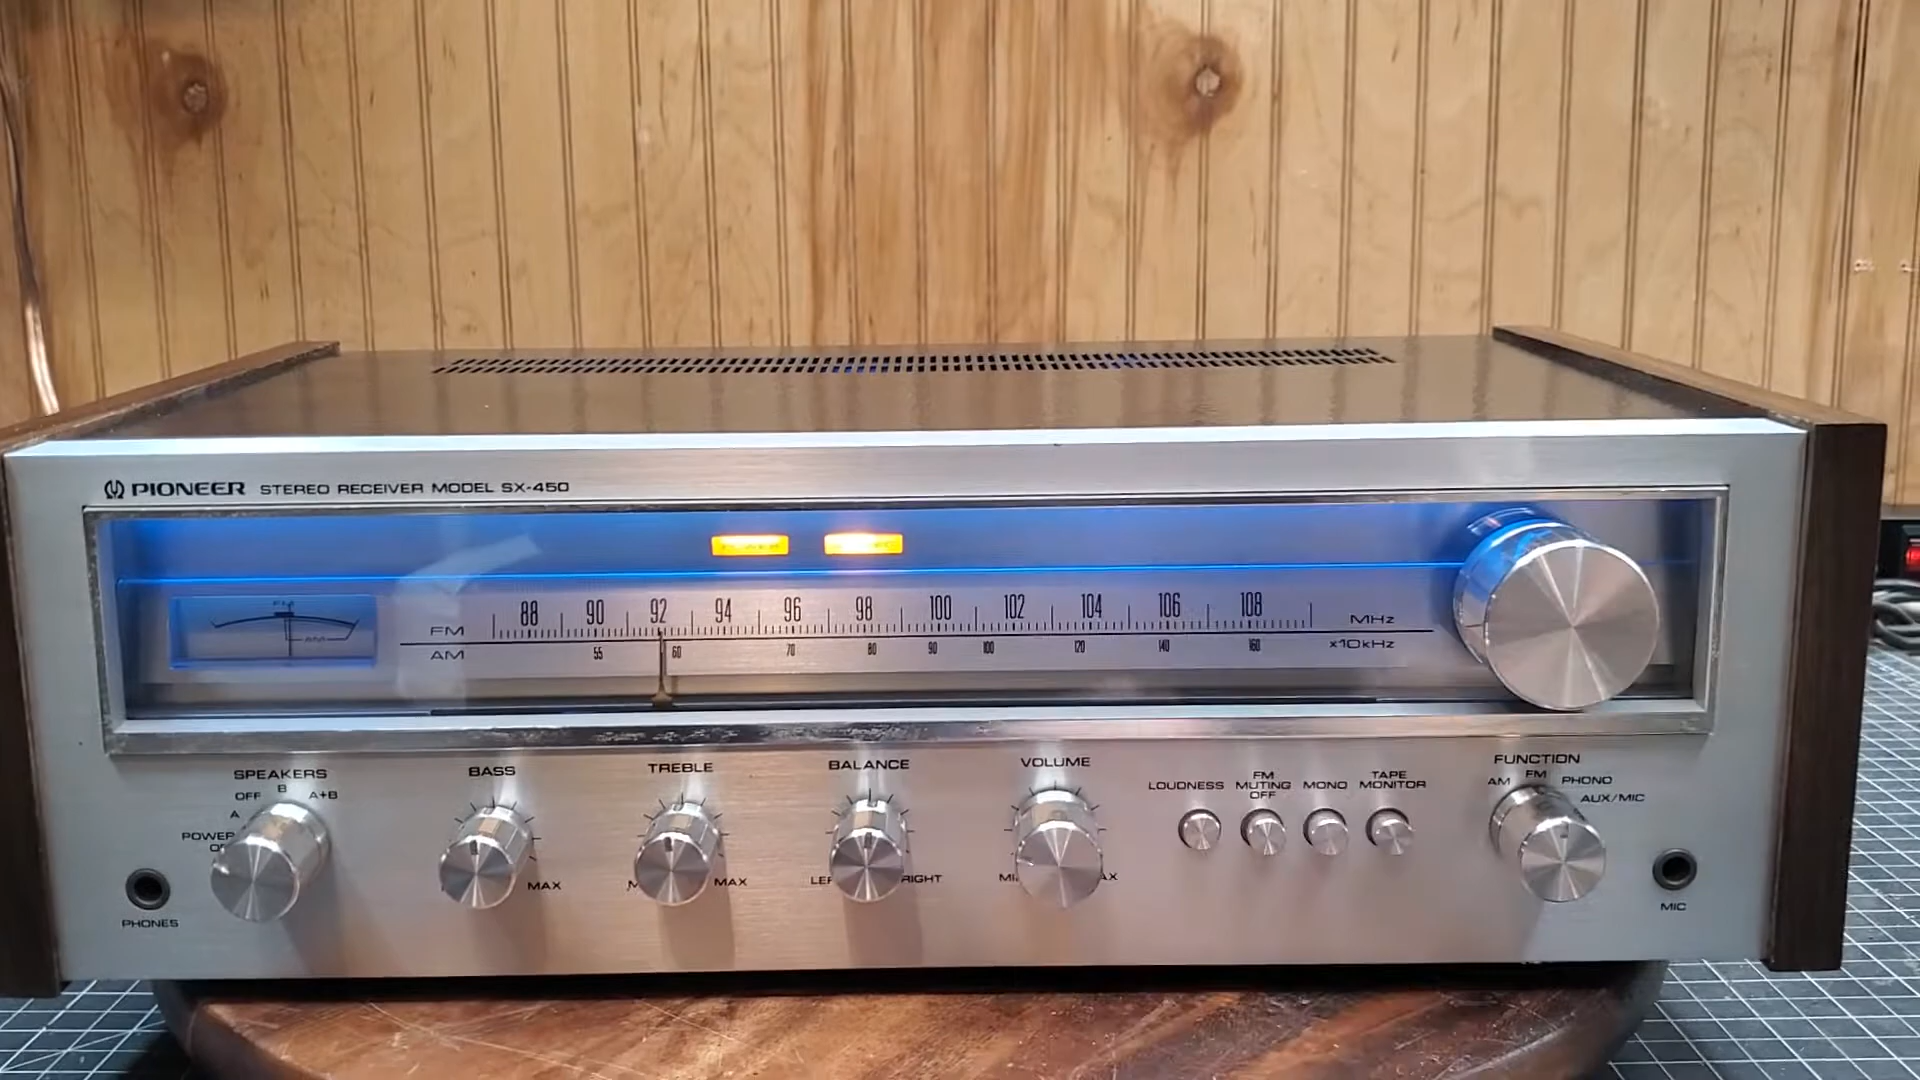 PIONEER STEREO RECEIVER MODEL SX-450
FM
88 90 92 94 96 98 100 102 104 106 108 MHz
FM
AM 55 60 70 80 90 100 120 140 160 x10kHz
SPEAKERS
OFF B A+B
A
POWER
BASS
MAX
TREBLE
MAX
BALANCE
RIGHT
VOLUME
LOUDNESS
FM
MUTING
OFF
MONO
TAPE
MONITOR
FUNCTION
AM FM PHONO
AUX/MIC
PHONES
MIC